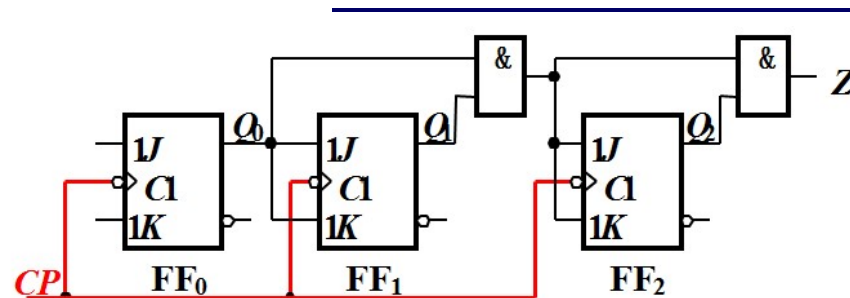 & & Z
Q₀ Q₁ Q₂
1J 1J 1J
C1 C1 C1
1K 1K 1K
CP FF₀ FF₁ FF₂